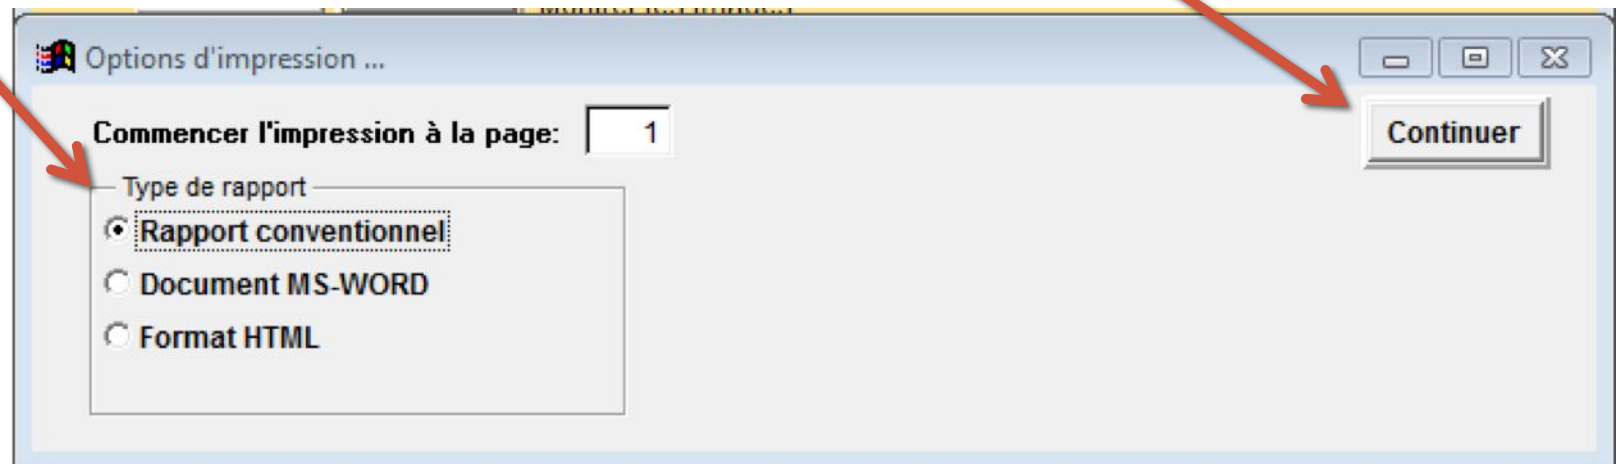 Options d'impression ...
Commencer l'impression à la page: 1
Continuer
Type de rapport
Rapport conventionnel
Document MS-WORD
Format HTML